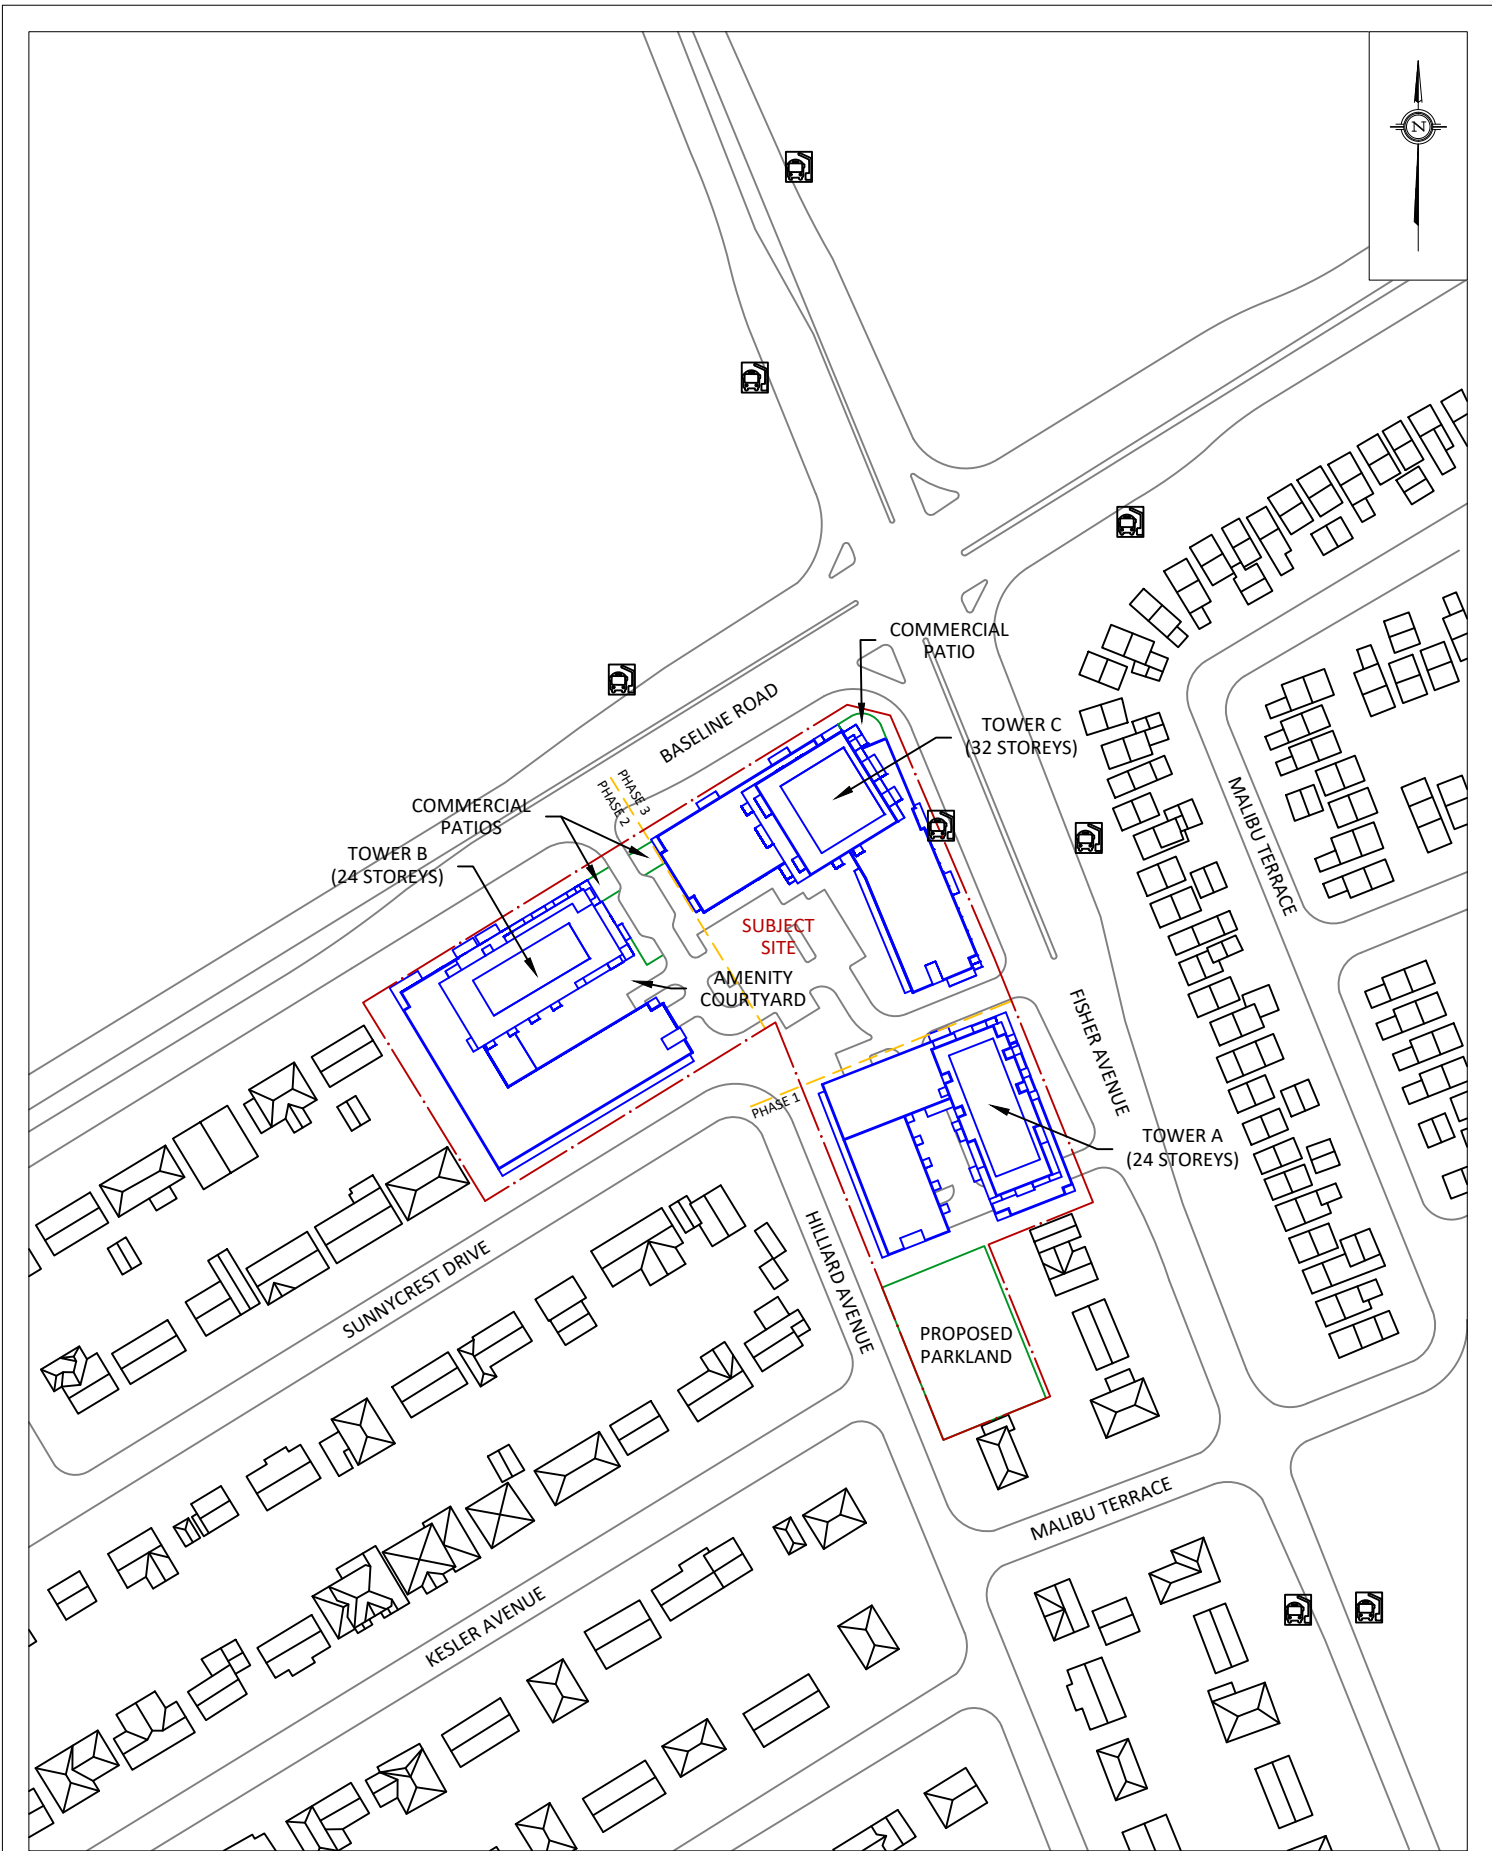 N
COMMERCIAL
PATIO
BASELINE ROAD
TOWER C
(32 STOREYS)
PHASE 3
PHASE 2
COMMERCIAL
PATIOS
TOWER B
(24 STOREYS)
MALIBU TERRACE
SUBJECT
SITE
AMENITY
COURTYARD
FISHER AVENUE
PHASE 1
TOWER A
(24 STOREYS)
HILLIARD AVENUE
SUNNYCREST DRIVE
PROPOSED
PARKLAND
MALIBU TERRACE
KESLER AVENUE